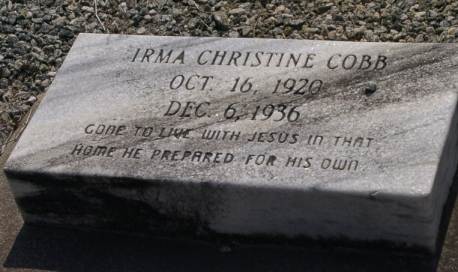 IRMA CHRISTINE COBB
OCT. 16, 1920
DEC. 6, 1936
GONE TO LIVE WITH JESUS IN THAT
HOME HE PREPARED FOR HIS OWN